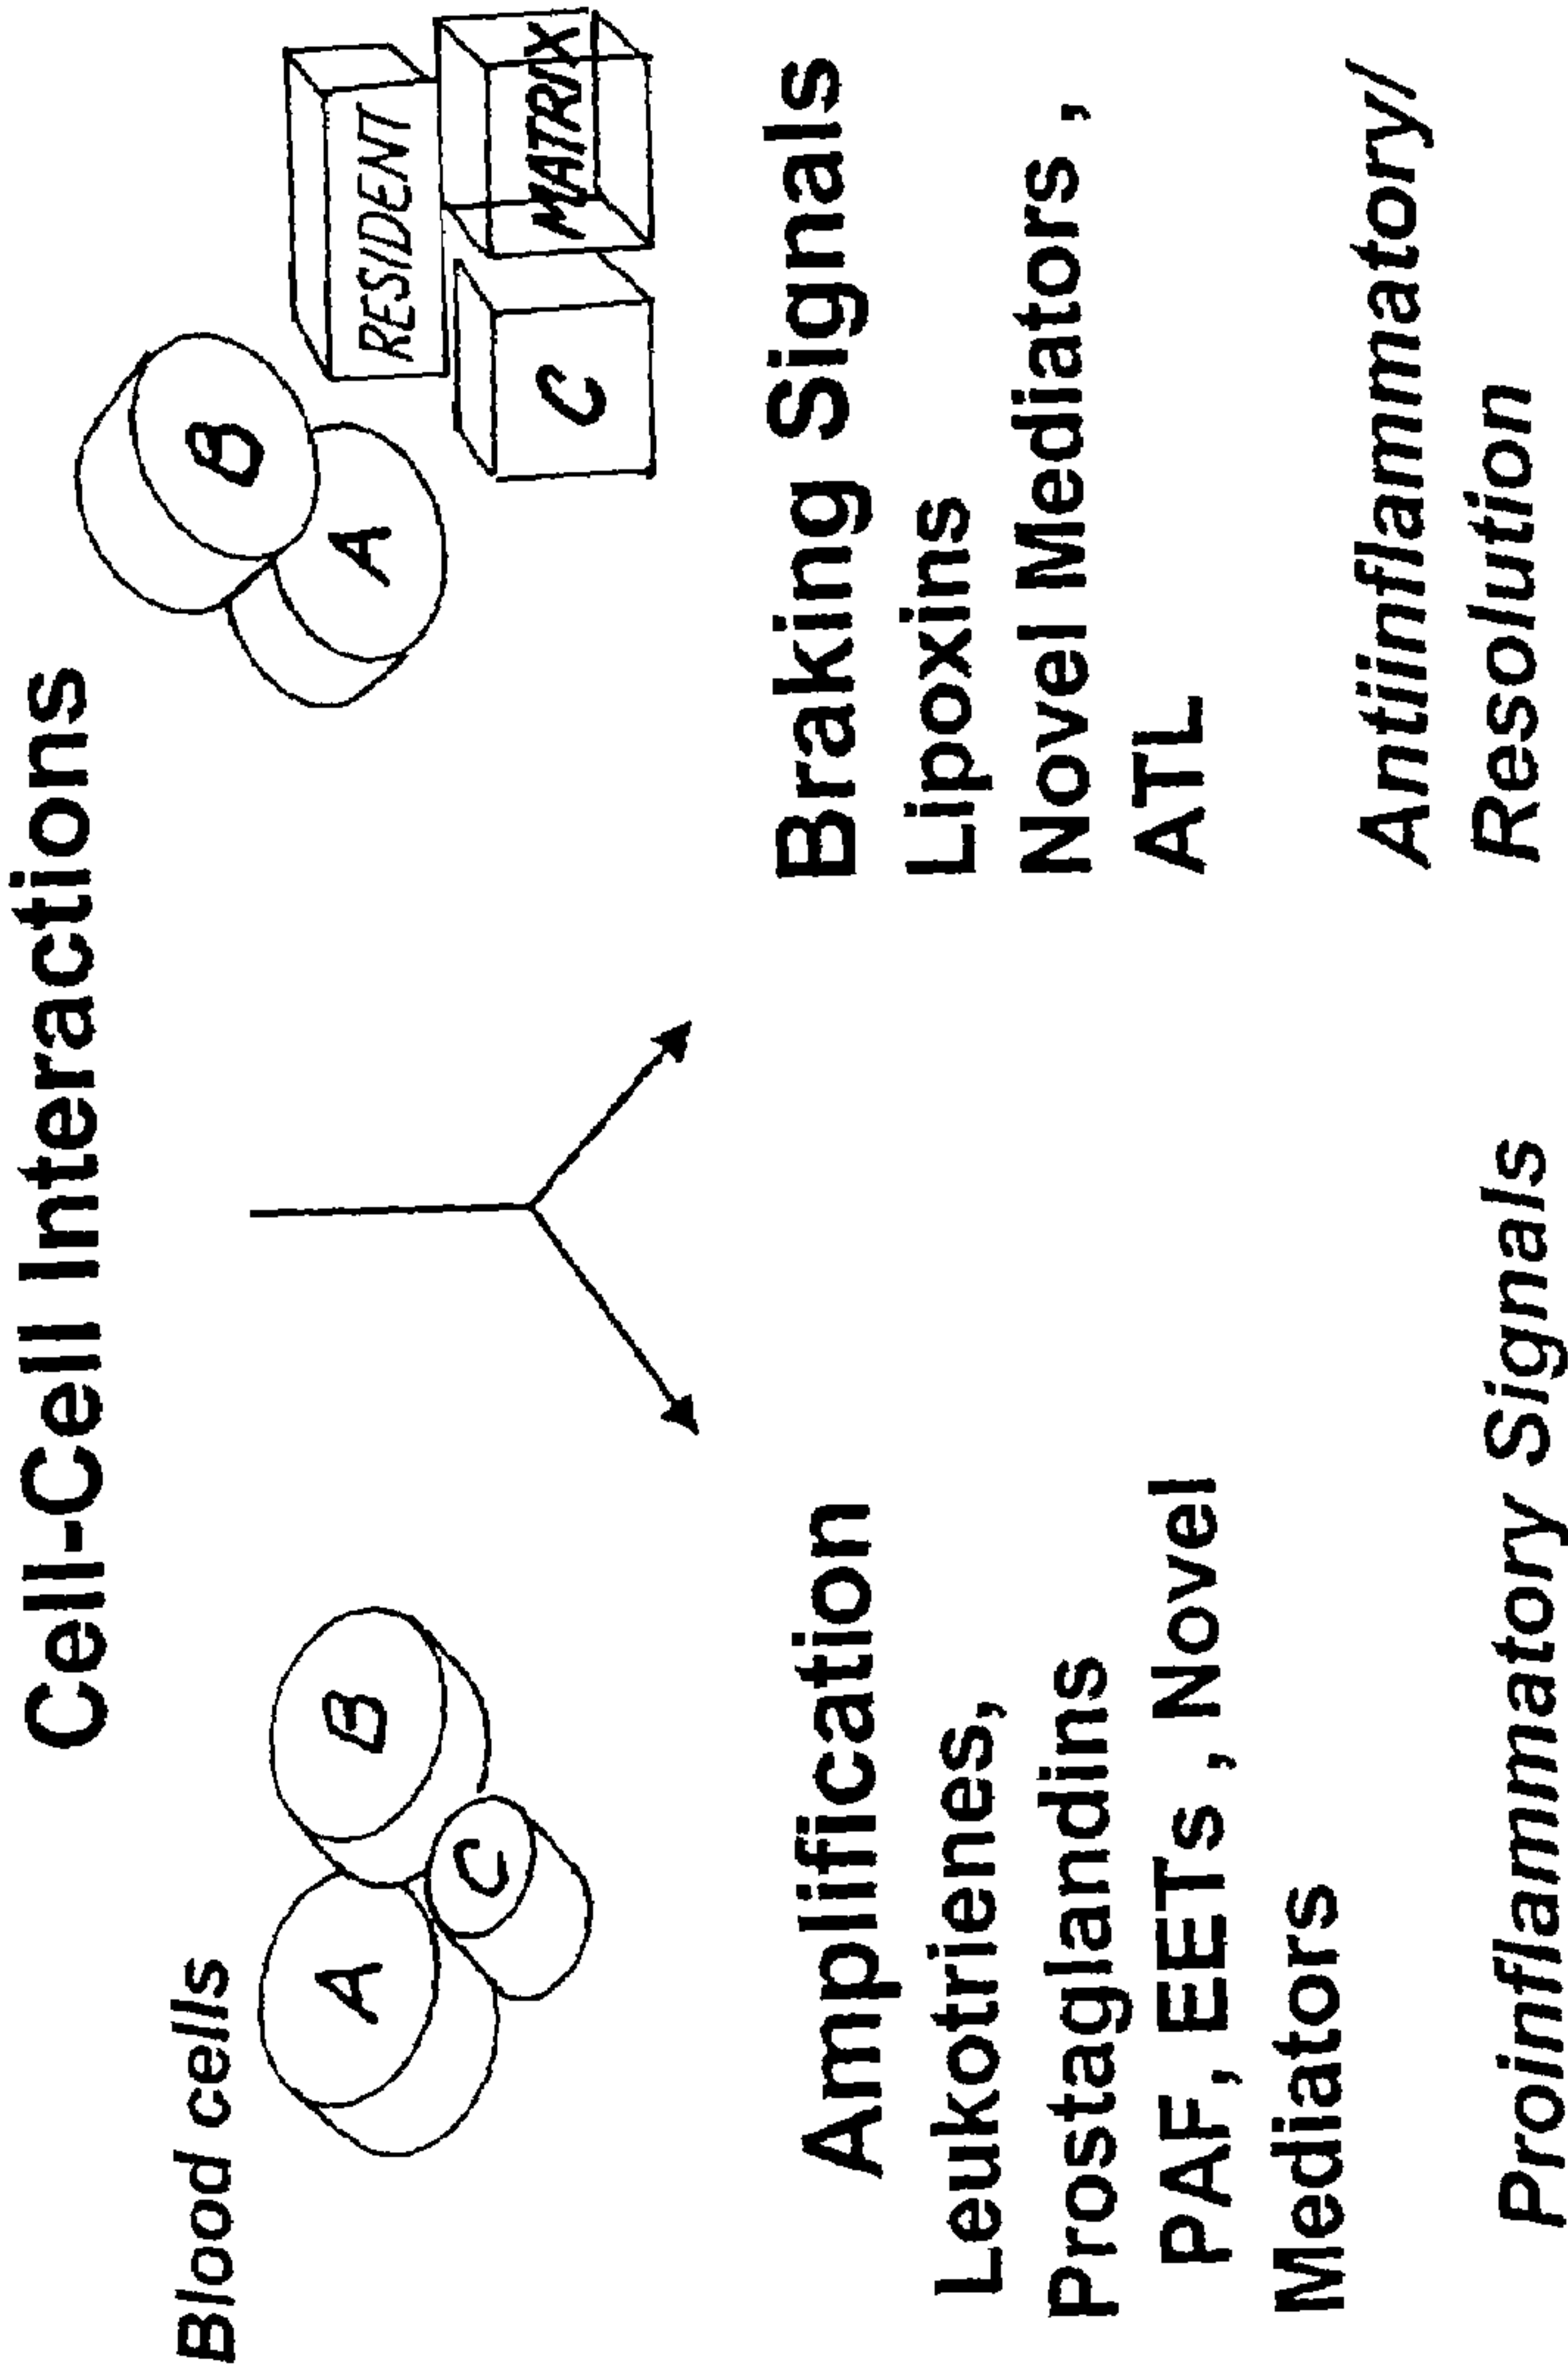 Cell-Cell Interactions
Blood cells
A
B
C
B
A
RESIDENT
C
MATRIX
Amplification
Leukotrienes,
Prostaglandins
PAF, EETs , Novel
Mediators
Proinflammatory Signals
Braking Signals
Lipoxins
Novel Mediators ,
ATL
Antiinflammatory/
Resolution